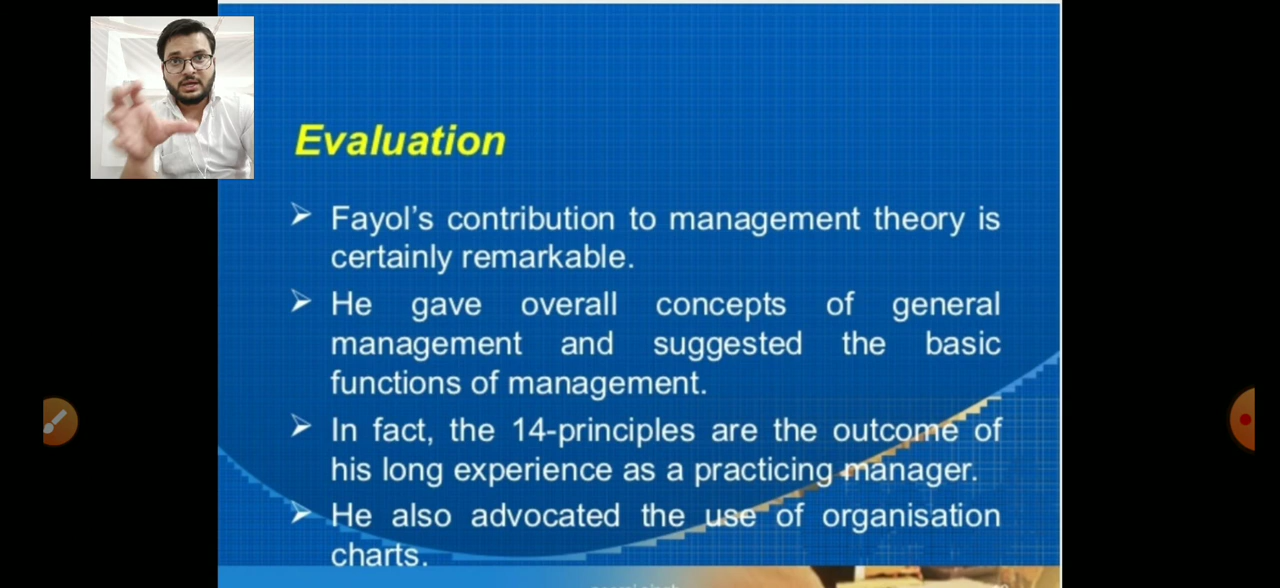 Evaluation
➢ Fayol's contribution to management theory is
certainly remarkable.
➢ He gave overall concepts of general
management and suggested the basic
functions of management.
➢ In fact, the 14-principles are the outcome of
his long experience as a practicing manager.
➢ He also advocated the use of organisation
charts.